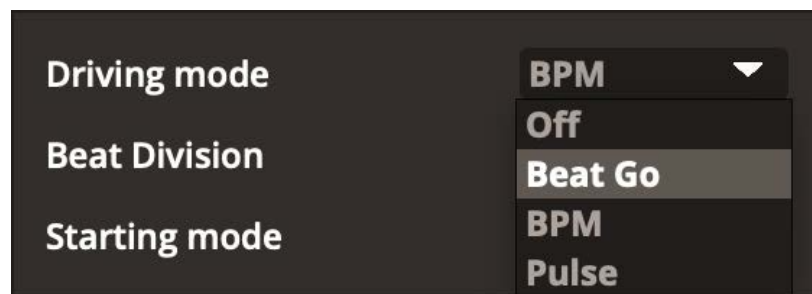 Driving mode
BPM
Off
Beat Division
Beat Go
BPM
Starting mode
Pulse